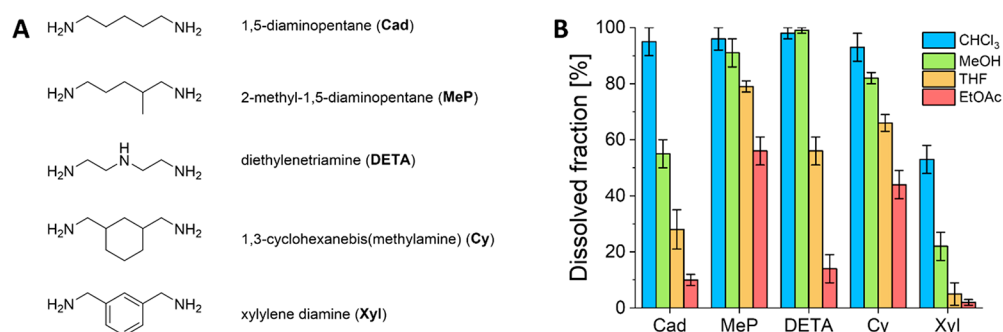 A
H2N NH2 1,5-diaminopentane (Cad)
H2N NH2 2-methyl-1,5-diaminopentane (MeP)
H
H2N N NH2 diethylenetriamine (DETA)
H2N NH2 1,3-cyclohexanebis(methylamine) (Cy)
H2N NH2 xylylene diamine (Xyl)
B
Dissolved fraction [%]
100
80
60
40
20
0
CHCl3
MeOH
THF
EtOAc
Cad MeP DETA Cy Xyl